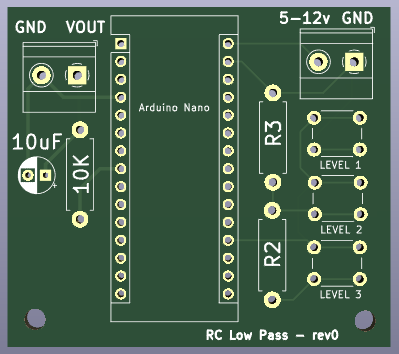 GND VOUT
5-12v GND
Arduino Nano
10uF
10K
R3
LEVEL 1
LEVEL 2
R2
LEVEL 3
+
RC Low Pass - rev0